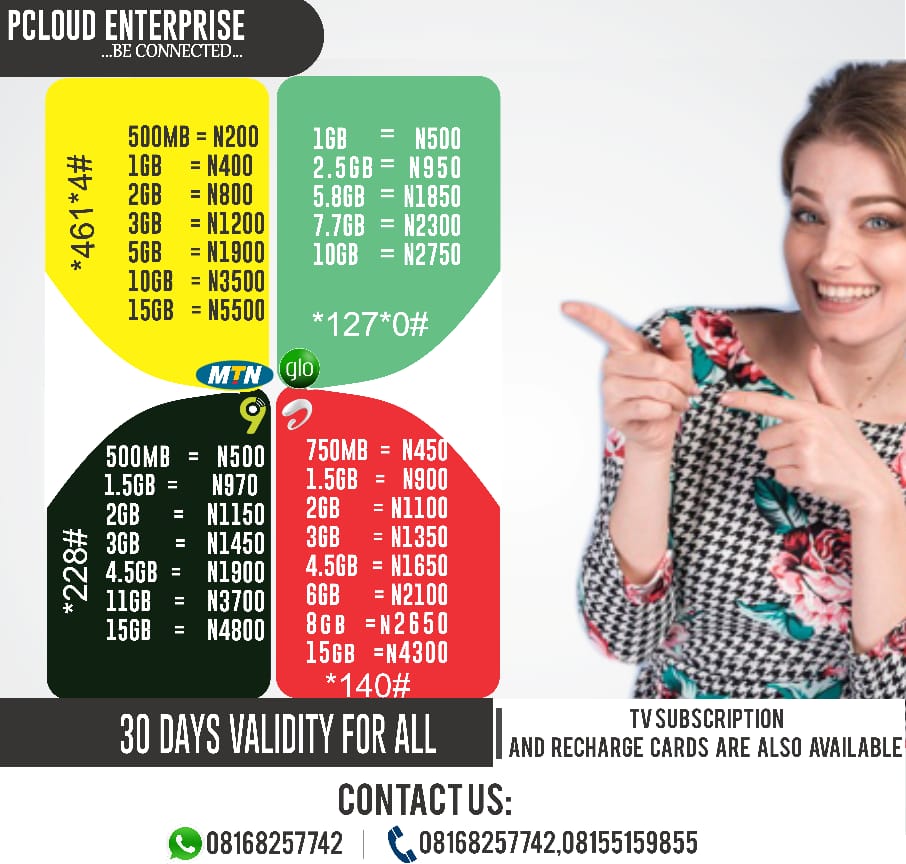 PCLOUD ENTERPRISE
...BE CONNECTED...
*461*4#
500MB = N200
1GB = N400
2GB = N800
3GB = N1200
5GB = N1900
10GB = N3500
15GB = N5500
MTN
1GB = N500
2.5GB = N950
5.8GB = N1850
7.7GB = N2300
10GB = N2750
*127*0#
glo
9
*228#
500MB = N500
1.5GB = N970
2GB = N1150
3GB = N1450
4.5GB = N1900
11GB = N3700
15GB = N4800
750MB = N450
1.5GB = N900
2GB = N1100
3GB = N1350
4.5GB = N1650
6GB = N2100
8GB =N2650
15GB =N4300
*140#
30 DAYS VALIDITY FOR ALL
TV SUBSCRIPTION
AND RECHARGE CARDS ARE ALSO AVAILABLE
CONTACT US:
08168257742
08168257742,08155159855